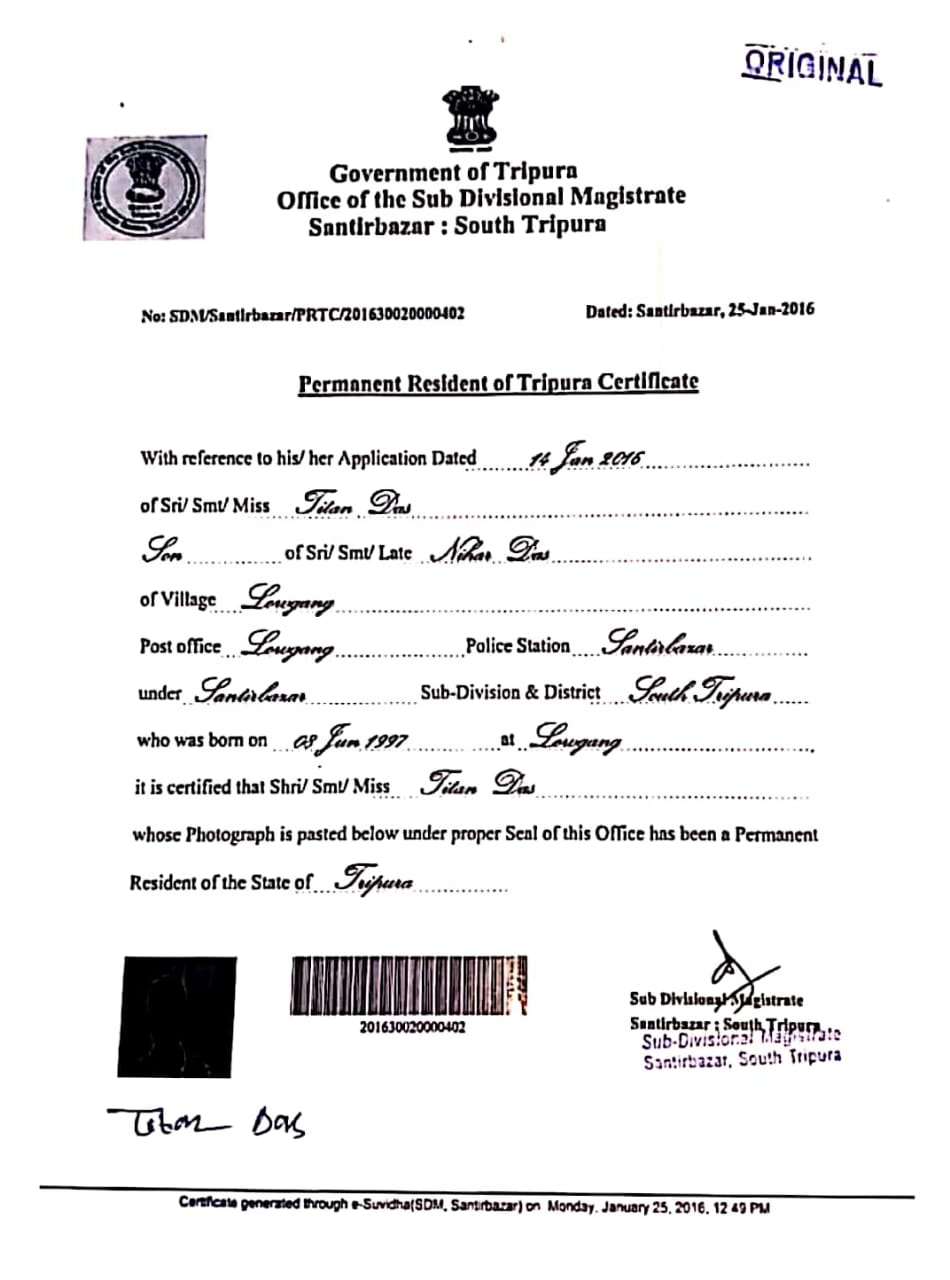 ORIGINAL
Government of Tripura
Office of the Sub Divisional Magistrate
Santirbazar : South Tripura
No: SDM/Santirbazar/PRTC/201630020000402
Dated: Santirbazar, 25-Jan-2016
Permanent Resident of Tripura Certificate
With reference to his/ her Application Dated 14 Jan 2016
of Sri/ Smt/ Miss Titan Das
Son of Sri/ Smt/ Late Nihar Das
of Village Lowgang
Post office Lowgang Police Station Santirbazar
under Santirbazar Sub-Division & District South Tripura
who was born on 08 Jun 1997 at Lowgang
it is certified that Shri/ Smt/ Miss Titan Das
whose Photograph is pasted below under proper Seal of this Office has been a Permanent
Resident of the State of Tripura
201630020000402
Sub Divisional Magistrate
Santirbazar : South Tripura
Sub-Divisional Magistrate
Santirbazar, South Tripura
Titan Das
Certificate generated through e-Suvidha(SDM, Santirbazar) on Monday, January 25, 2016, 12 49 PM